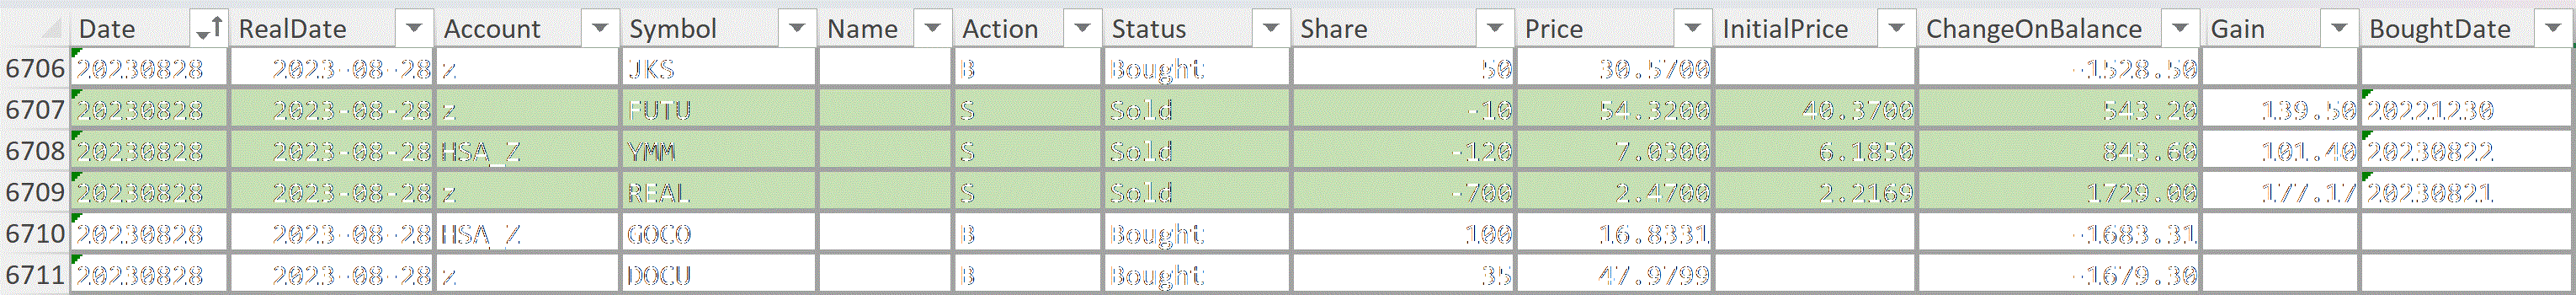 Date RealDate Account Symbol Name Action Status Share Price InitialPrice ChangeOnBalance Gain BoughtDate
6706 20230828 2023-08-28 z JKS B Bought 50 30.5700 -1528.50
6707 20230828 2023-08-28 z FUTU S Sold -10 54.3200 40.3700 543.20 139.50 20221230
6708 20230828 2023-08-28 HSA_Z YMM S Sold -120 7.0300 6.1850 843.60 101.40 20230822
6709 20230828 2023-08-28 z REAL S Sold -700 2.4700 2.2169 1729.00 177.17 20230821
6710 20230828 2023-08-28 HSA_Z GOCO B Bought 100 16.8331 -1683.31
6711 20230828 2023-08-28 z DOCU B Bought 35 47.9799 -1679.30